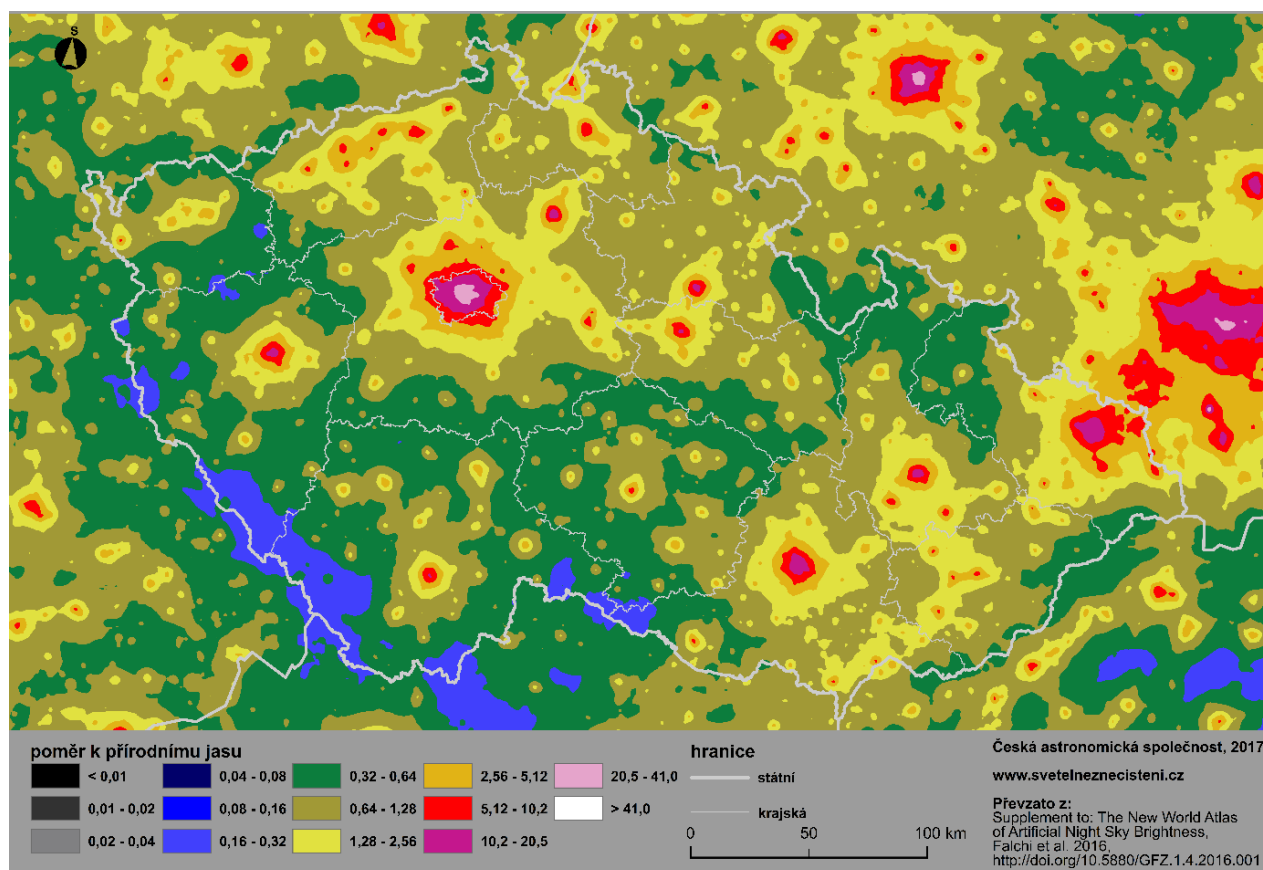 S
poměr k přírodnímu jasu
< 0,01
0,01 - 0,02
0,02 - 0,04
0,04 - 0,08
0,08 - 0,16
0,16 - 0,32
0,32 - 0,64
0,64 - 1,28
1,28 - 2,56
2,56 - 5,12
5,12 - 10,2
10,2 - 20,5
20,5 - 41,0
> 41,0
hranice
státní
krajská
0 50 100 km
Česká astronomická společnost, 2017
www.svetelneznecisteni.cz
Převzato z:
Supplement to: The New World Atlas
of Artificial Night Sky Brightness,
Falchi et al. 2016,
http://doi.org/10.5880/GFZ.1.4.2016.001